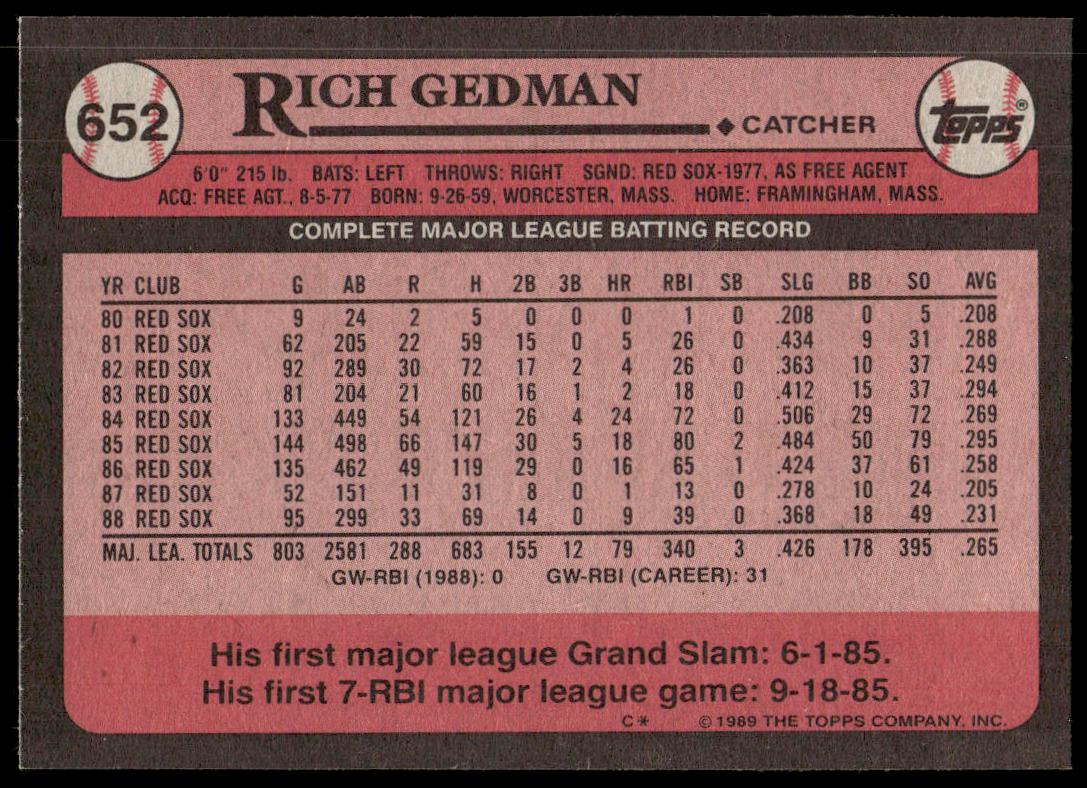 652
RICH GEDMAN
◆ CATCHER
Topps®
6'0" 215 lb. BATS: LEFT THROWS: RIGHT SGND: RED SOX-1977, AS FREE AGENT
ACQ: FREE AGT., 8-5-77 BORN: 9-26-59, WORCESTER, MASS. HOME: FRAMINGHAM, MASS.
COMPLETE MAJOR LEAGUE BATTING RECORD
YR CLUB G AB R H 2B 3B HR RBI SB SLG BB SO AVG
80 RED SOX 9 24 2 5 0 0 0 1 0 .208 0 5 .208
81 RED SOX 62 205 22 59 15 0 5 26 0 .434 9 31 .288
82 RED SOX 92 289 30 72 17 2 4 26 0 .363 10 37 .249
83 RED SOX 81 204 21 60 16 1 2 18 0 .412 15 37 .294
84 RED SOX 133 449 54 121 26 4 24 72 0 .506 29 72 .269
85 RED SOX 144 498 66 147 30 5 18 80 2 .484 50 79 .295
86 RED SOX 135 462 49 119 29 0 16 65 1 .424 37 61 .258
87 RED SOX 52 151 11 31 8 0 1 13 0 .278 10 24 .205
88 RED SOX 95 299 33 69 14 0 9 39 0 .368 18 49 .231
MAJ. LEA. TOTALS 803 2581 288 683 155 12 79 340 3 .426 178 395 .265
GW-RBI (1988): 0 GW-RBI (CAREER): 31
His first major league Grand Slam: 6-1-85.
His first 7-RBI major league game: 9-18-85.
C* © 1989 THE TOPPS COMPANY, INC.